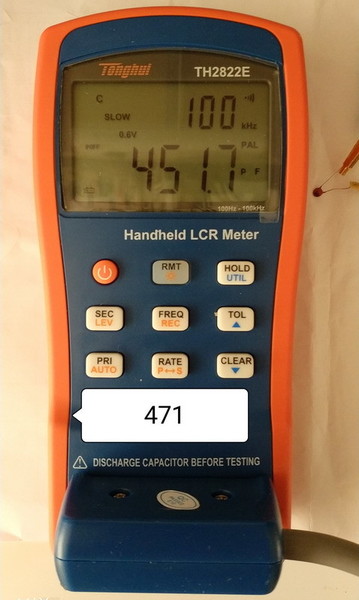 Tonghui TH2822E
C 100 kHz
SLOW
0.6V
451.7 PAL
pF
100Hz - 100kHz
Handheld LCR Meter
RMT HOLD
UTIL
SEC FREQ TOL
LEV REC
PRI RATE CLEAR
AUTO P↔S
471
⚠ DISCHARGE CAPACITOR BEFORE TESTING